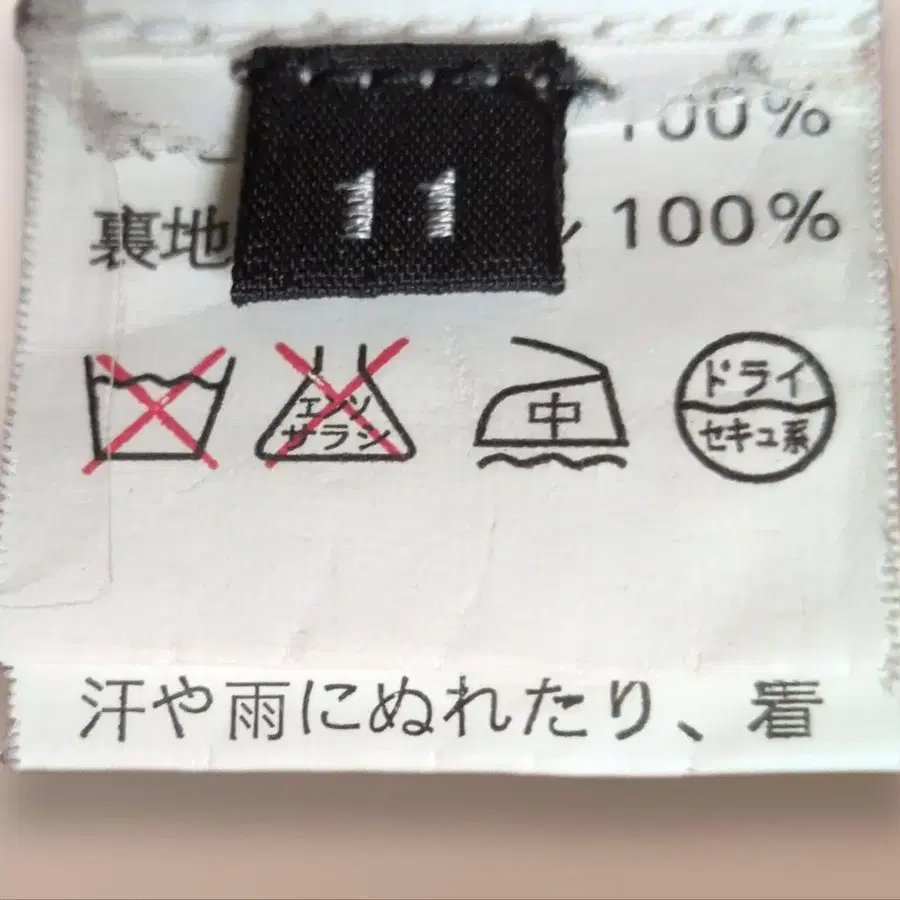 11
100%
裏地 100%
エンソ
サラシ
中
ドライ
セキユ系
汗や雨にぬれたり、着